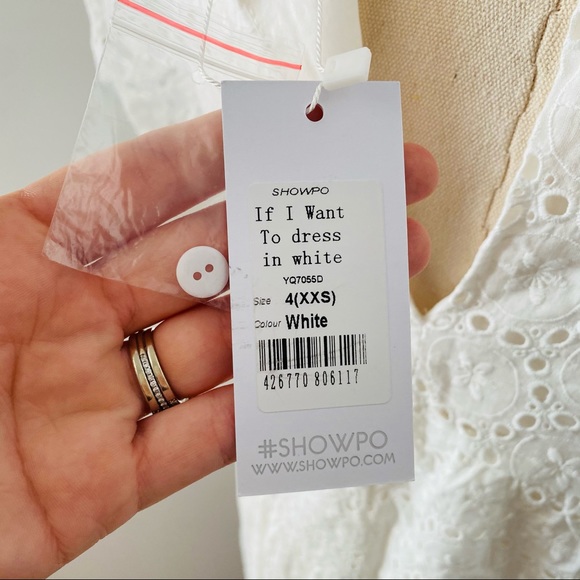 SHOWPO
If I Want
To dress
in white
YQ7055D
Size 4(XXS)
Colour White
426770 806117
#SHOWPO
WWW.SHOWPO.COM